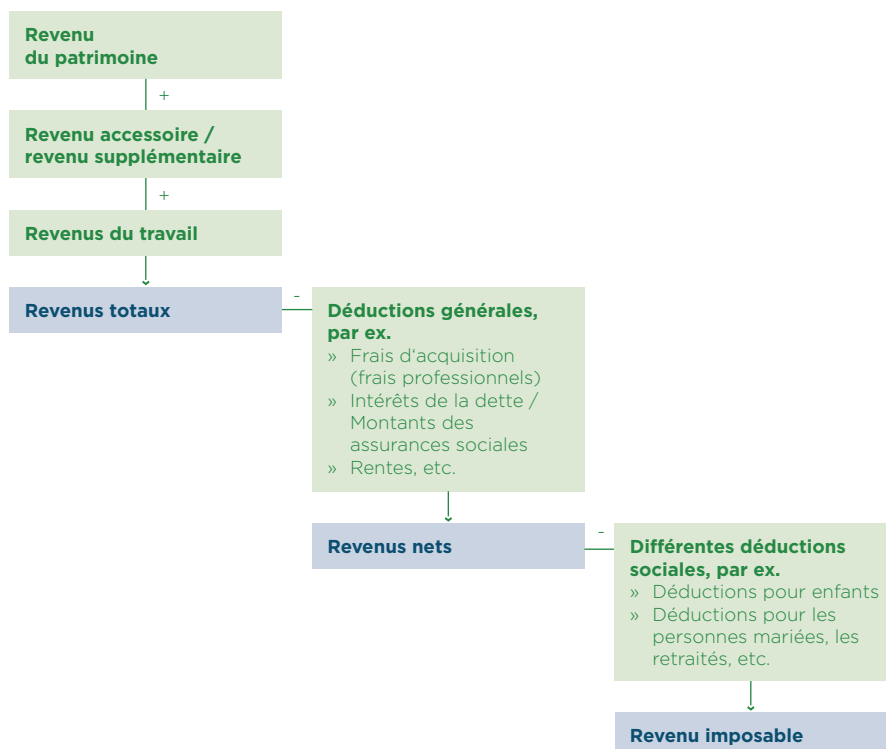 Revenu
du patrimoine
+
Revenu accessoire /
revenu supplémentaire
+
Revenus du travail
Revenus totaux
-
Déductions générales,
par ex.
» Frais d‘acquisition
(frais professionnels)
» Intérêts de la dette /
Montants des
assurances sociales
» Rentes, etc.
Revenus nets
-
Différentes déductions
sociales, par ex.
» Déductions pour enfants
» Déductions pour les
personnes mariées, les
retraités, etc.
Revenu imposable